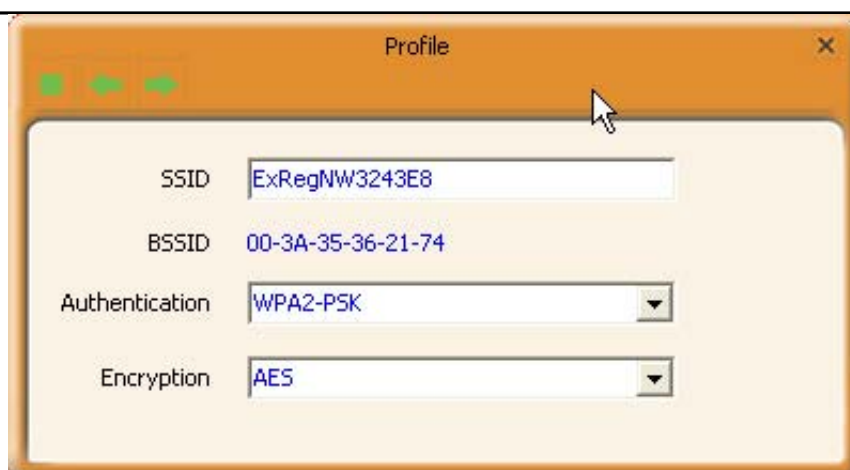 Profile
SSID ExRegNW3243E8
BSSID 00-3A-35-36-21-74
Authentication WPA2-PSK
Encryption AES